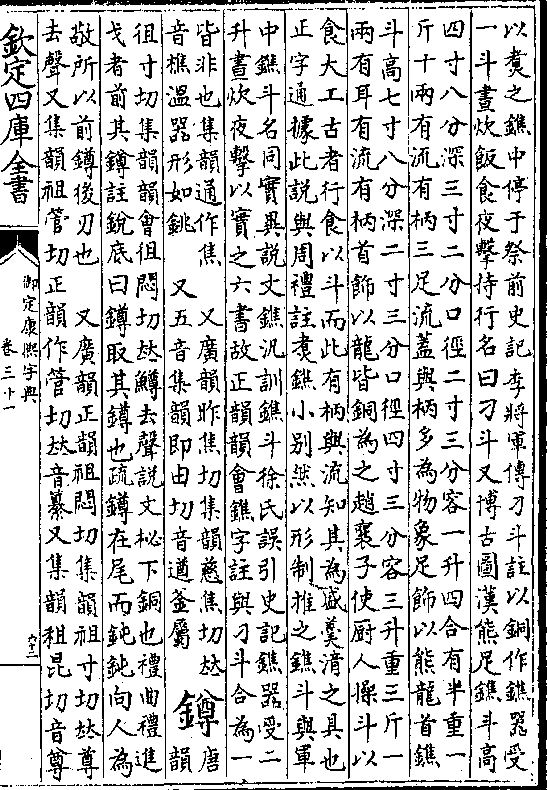 以煑之鐎中停于祭前史記李將軍傳刁斗註以銅作鐎器受
一斗晝炊飯食夜擊持行名曰刁斗又博古圖漢熊足鐎斗高
四寸八分深三寸二分口徑二寸三分容一升四合有半重一
斤十兩有流有柄三足流蓋與柄多為物象足飾以熊龍首鐎
斗高七寸八分深二寸三分口徑四寸三分容三升重三斤一
兩有耳有流有柄首飾以龍皆銅為之趙襄子使厨人操斗以
食大工古者行食以斗而此有柄與流知其為盛羹湇之具也
正字通據此説與周禮註煑鐎小别然以形制推之鐎斗與軍
中鐎斗名同實異説文鐎汎訓鐎斗徐氏誤引史記鐎器受二
升晝炊夜擊以實之六書故正韻韻會鐎字註與刁斗合為一
皆非也集韻通作焦 又廣韻昨焦切集韻慈焦切𠀤
音樵溫器形如銚 又五音集韻即由切音遒釜屬 鐏 唐韻
徂寸切集韻韻會徂悶切𠀤鱒去聲説文柲下銅也禮曲禮進
戈者前其鐏註銳底曰鐏取其鐏也疏鐏在尾而鈍鈍向人為
敬所以前鐏後刃也 又廣韻正韻祖悶切集韻祖寸切𠀤尊
去聲又集韻祖管切正韻作管切𠀤音纂又集韻租昆切音尊
欽定四庫全書
御定康熙字典
卷三十一